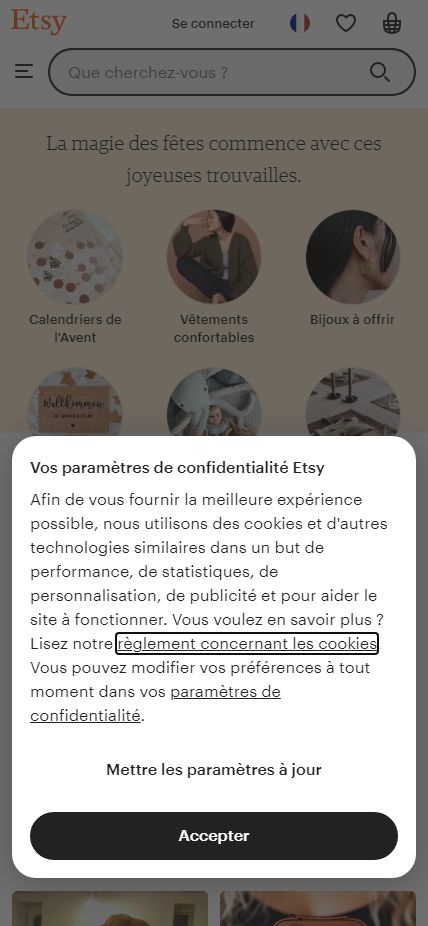 Etsy
Se connecter
Que cherchez-vous ?
La magie des fêtes commence avec ces
joyeuses trouvailles.
Calendriers de
l'Avent
Vêtements
confortables
Bijoux à offrir
Willkommen
Vos paramètres de confidentialité Etsy
Afin de vous fournir la meilleure expérience
possible, nous utilisons des cookies et d'autres
technologies similaires dans un but de
performance, de statistiques, de
personnalisation, de publicité et pour aider le
site à fonctionner. Vous voulez en savoir plus ?
Lisez notre règlement concernant les cookies.
Vous pouvez modifier vos préférences à tout
moment dans vos paramètres de
confidentialité.
Mettre les paramètres à jour
Accepter